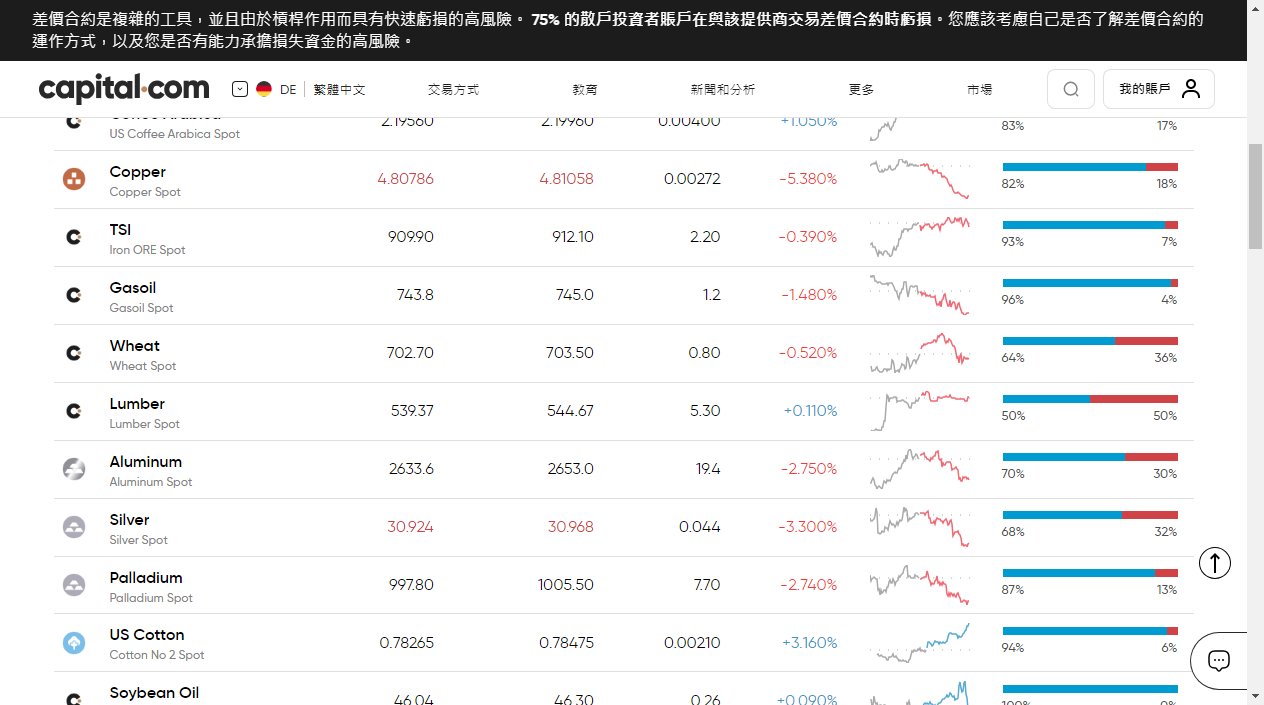 差價合約是複雜的工具，並且由於槓桿作用而具有快速虧損的高風險。75% 的散戶投資者賬戶在與該提供商交易差價合約時虧損。您應該考慮自己是否了解差價合約的
運作方式，以及您是否有能力承擔損失資金的高風險。
capital.com DE 繁體中文 交易方式 教育 新聞和分析 更多 市場 我的賬戶
2.19560 2.19960 0.00400 +1.050%
US Coffee Arabica Spot 83% 17%
Copper 4.80786 4.81058 0.00272 -5.380%
Copper Spot 82% 18%
TSI 909.90 912.10 2.20 -0.390%
Iron ORE Spot 93% 7%
Gasoil 743.8 745.0 1.2 -1.480%
Gasoil Spot 96% 4%
Wheat 702.70 703.50 0.80 -0.520%
Wheat Spot 64% 36%
Lumber 539.37 544.67 5.30 +0.110%
Lumber Spot 50% 50%
Aluminum 2633.6 2653.0 19.4 -2.750%
Aluminum Spot 70% 30%
Silver 30.924 30.968 0.044 -3.300%
Silver Spot 68% 32%
Palladium 997.80 1005.50 7.70 -2.740%
Palladium Spot 87% 13%
US Cotton 0.78265 0.78475 0.00210 +3.160%
Cotton No 2 Spot 94% 6%
Soybean Oil 46.04 46.30 0.26 +0.090%